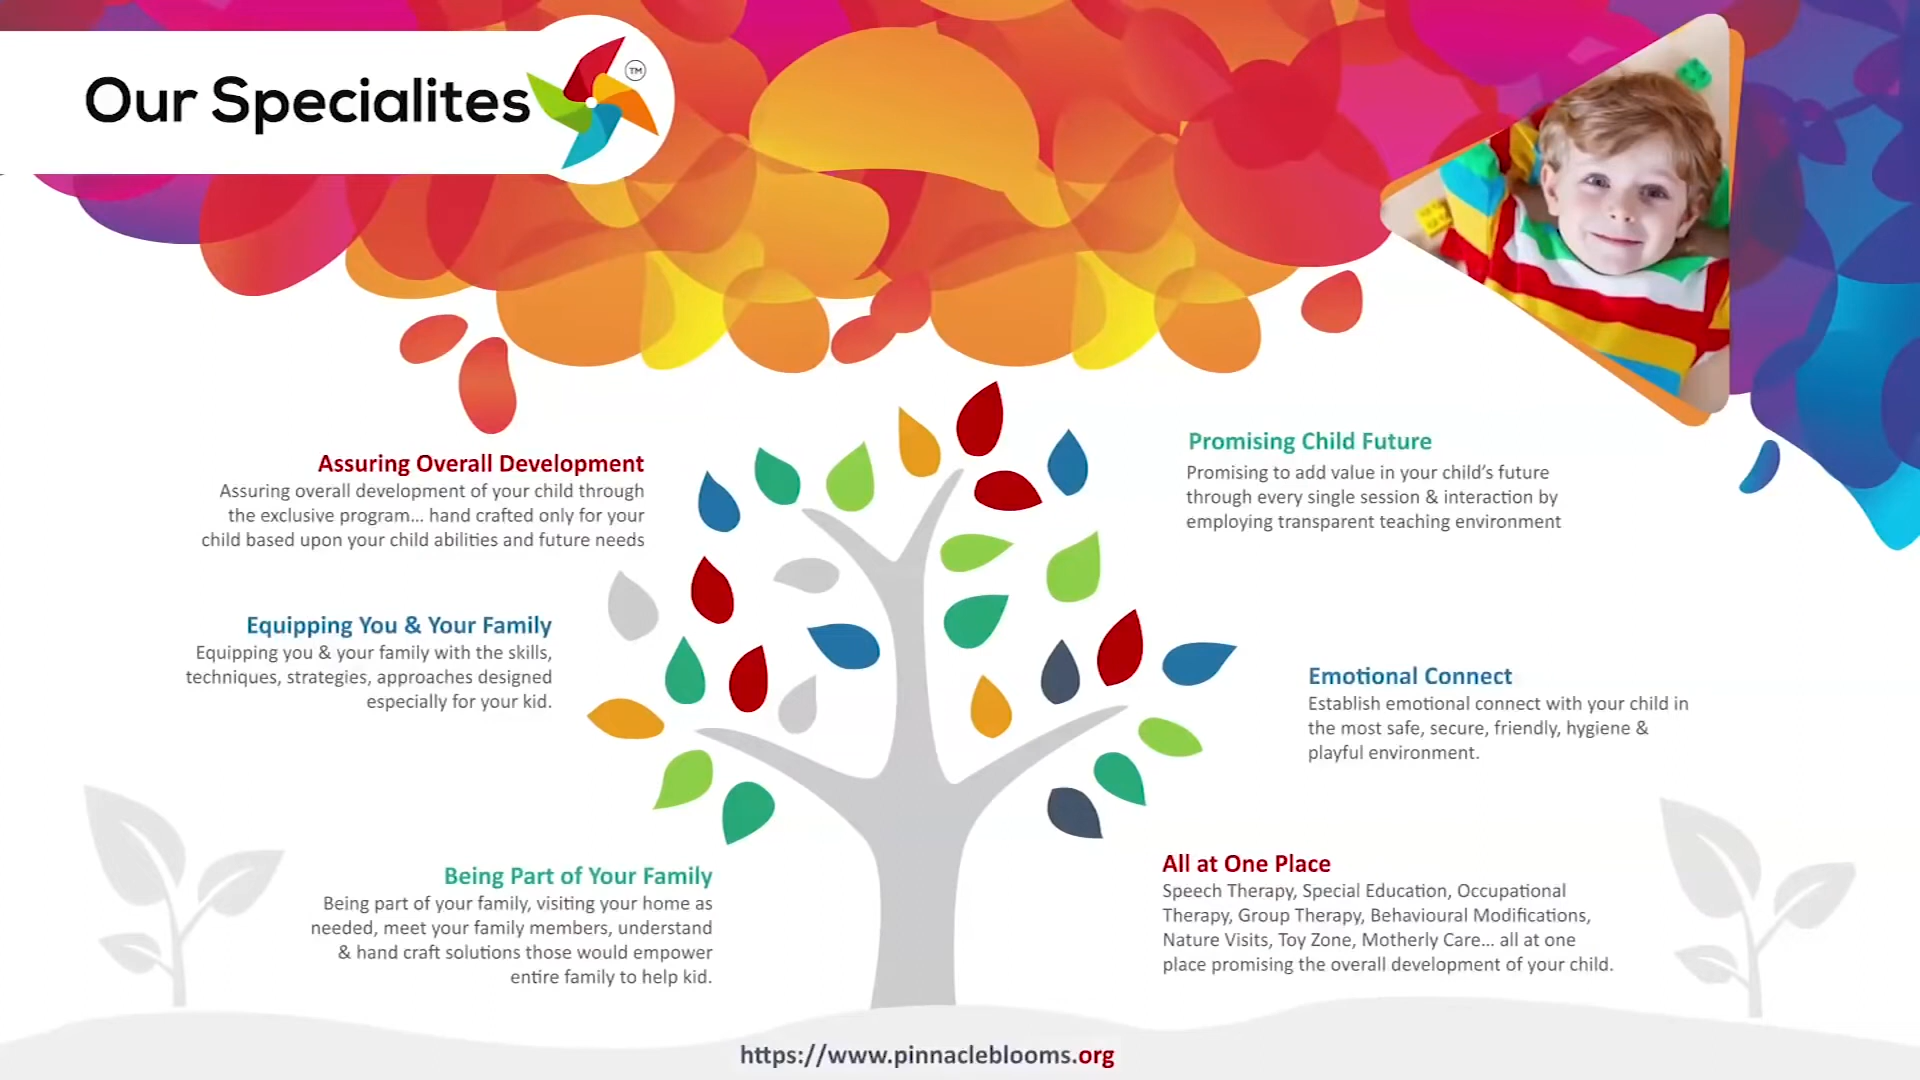 Our Specialites
TM
Assuring Overall Development
Assuring overall development of your child through
the exclusive program... hand crafted only for your
child based upon your child abilities and future needs
Equipping You & Your Family
Equipping you & your family with the skills,
techniques, strategies, approaches designed
especially for your kid.
Being Part of Your Family
Being part of your family, visiting your home as
needed, meet your family members, understand
& hand craft solutions those would empower
entire family to help kid.
Promising Child Future
Promising to add value in your child's future
through every single session & interaction by
employing transparent teaching environment
Emotional Connect
Establish emotional connect with your child in
the most safe, secure, friendly, hygiene &
playful environment.
All at One Place
Speech Therapy, Special Education, Occupational
Therapy, Group Therapy, Behavioural Modifications,
Nature Visits, Toy Zone, Motherly Care... all at one
place promising the overall development of your child.
https://www.pinnacleblooms.org